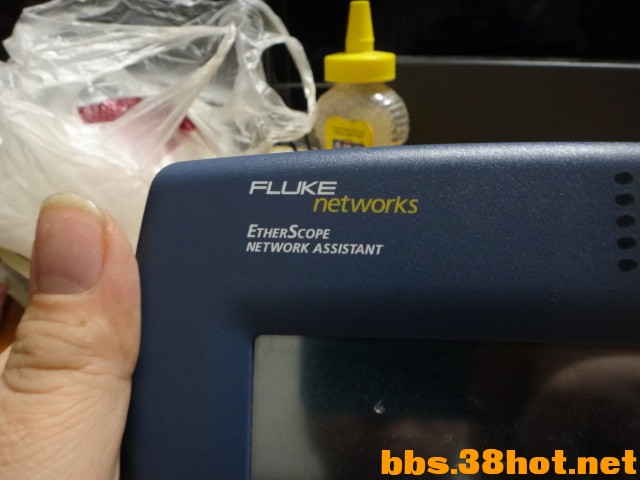 FLUKE
networks
ETHERSCOPE
NETWORK ASSISTANT
bbs.38hot.net